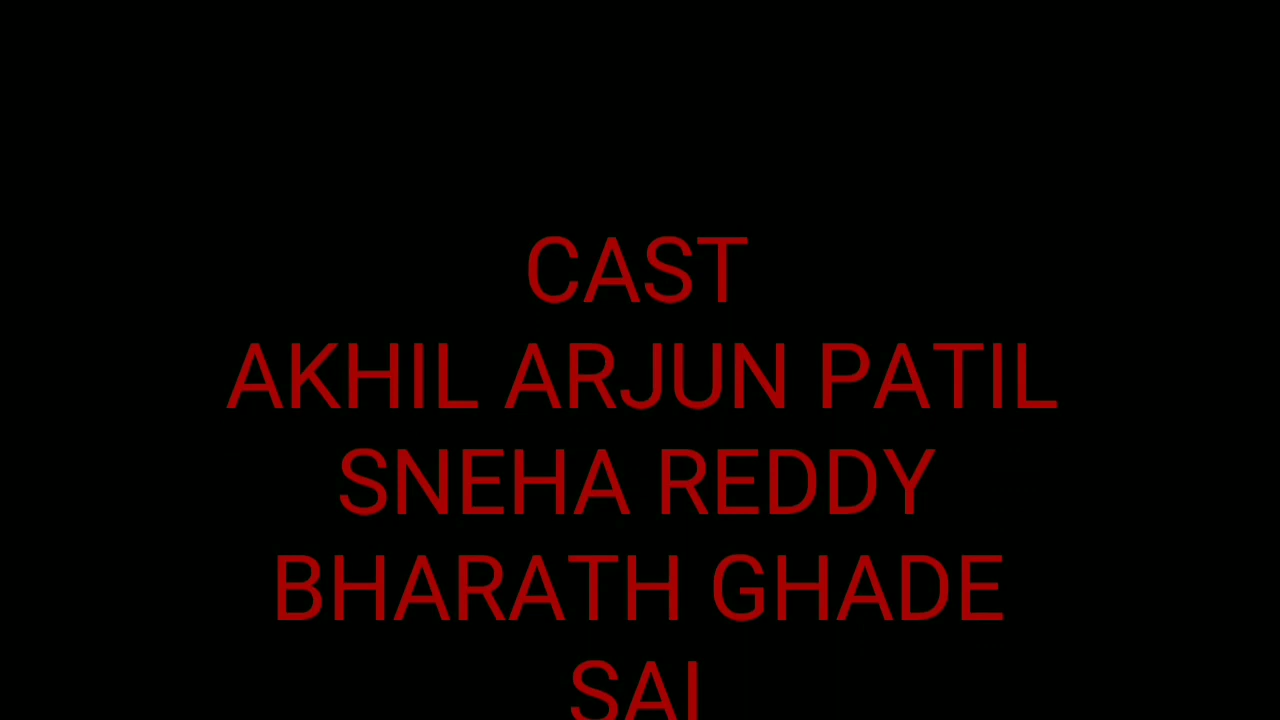 CAST
AKHIL ARJUN PATIL
SNEHA REDDY
BHARATH GHADE
SAI